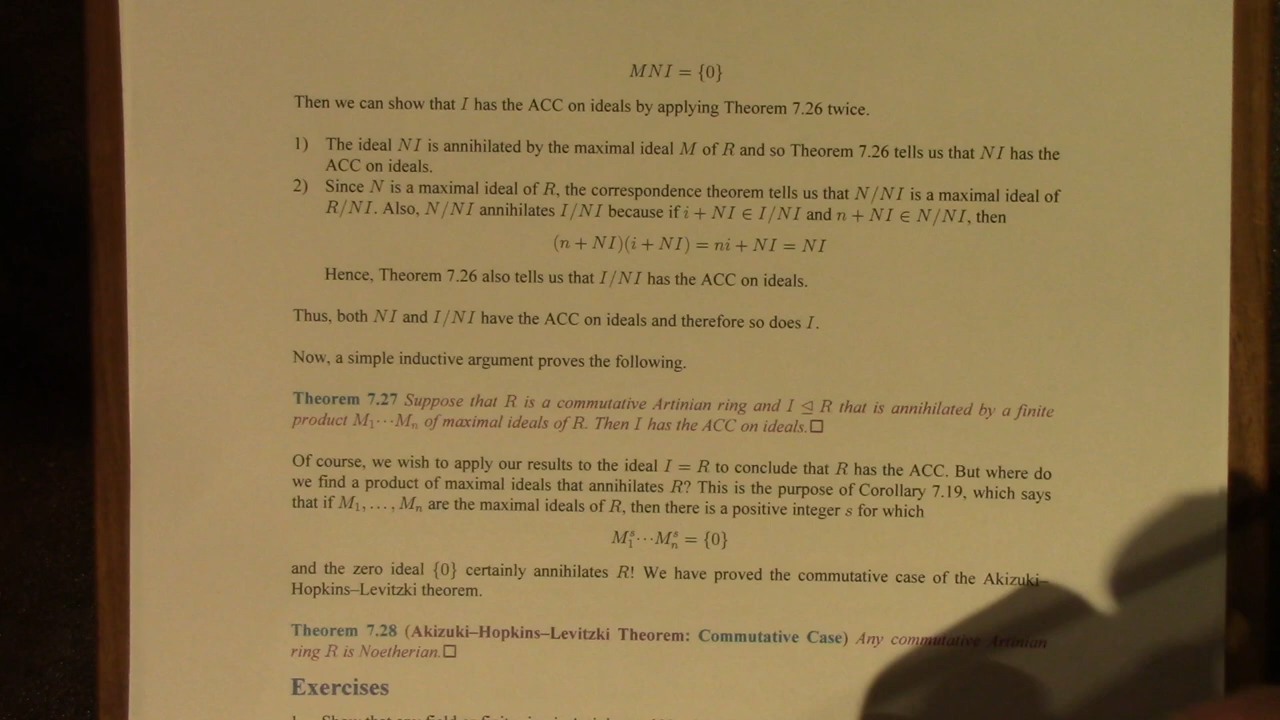 MNI = {0}
Then we can show that I has the ACC on ideals by applying Theorem 7.26 twice.
1) The ideal NI is annihilated by the maximal ideal M of R and so Theorem 7.26 tells us that NI has the
ACC on ideals.
2) Since N is a maximal ideal of R, the correspondence theorem tells us that N/NI is a maximal ideal of
R/NI. Also, N/NI annihilates I/NI because if i + NI ∈ I/NI and n + NI ∈ N/NI, then
(n + NI)(i + NI) = ni + NI = NI
Hence, Theorem 7.26 also tells us that I/NI has the ACC on ideals.
Thus, both NI and I/NI have the ACC on ideals and therefore so does I.
Now, a simple inductive argument proves the following.
Theorem 7.27 Suppose that R is a commutative Artinian ring and I ⊴ R that is annihilated by a finite
product M₁⋯Mₙ of maximal ideals of R. Then I has the ACC on ideals.□
Of course, we wish to apply our results to the ideal I = R to conclude that R has the ACC. But where do
we find a product of maximal ideals that annihilates R? This is the purpose of Corollary 7.19, which says
that if M₁, …, Mₙ are the maximal ideals of R, then there is a positive integer s for which
M₁ˢ⋯Mₙˢ = {0}
and the zero ideal {0} certainly annihilates R! We have proved the commutative case of the Akizuki–
Hopkins–Levitzki theorem.
Theorem 7.28 (Akizuki–Hopkins–Levitzki Theorem: Commutative Case) Any commutative Artinian
ring R is Noetherian.□
Exercises